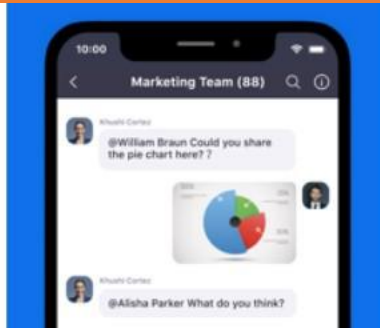 10:00
Marketing Team (88)
Khushi Cortez
@William Braun Could you share
the pie chart here? 7
Khushi Cortez
@Alisha Parker What do you think?